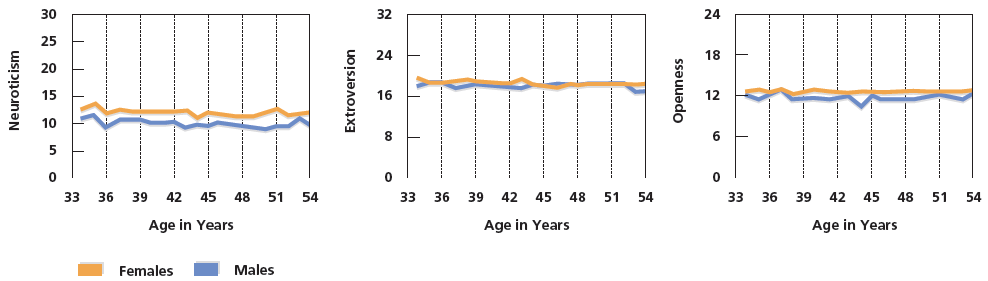 Neuroticism
30
25
20
15
10
5
0
33 36 39 42 45 48 51 54
Age in Years
Extroversion
32
24
16
8
0
33 36 39 42 45 48 51 54
Age in Years
Openness
24
18
12
6
0
33 36 39 42 45 48 51 54
Age in Years
Females Males